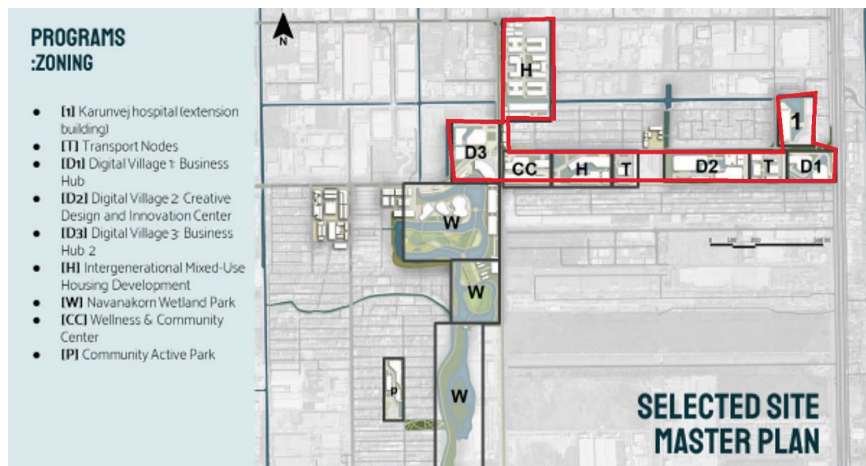 PROGRAMS
:ZONING
[1] Karunvej hospital (extension
building)
[T] Transport Nodes
[D1] Digital Village 1: Business
Hub
[D2] Digital Village 2: Creative
Design and Innovation Center
[D3] Digital Village 3: Business
Hub 2
[H] Intergenerational Mixed-Use
Housing Development
[W] Navanakorn Wetland Park
[CC] Wellness & Community
Center
[P] Community Active Park
N
H
1
D3
CC
H
T
D2
T
D1
W
W
W
P
SELECTED SITE
MASTER PLAN